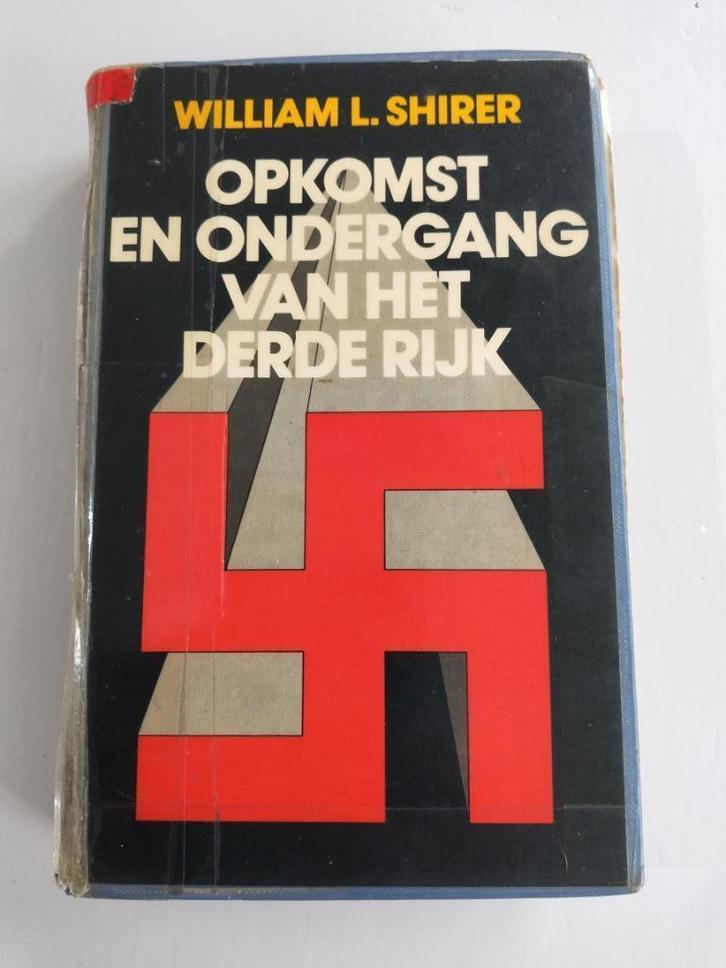 WILLIAM L. SHIRER
OPKOMST
EN ONDERGANG
VAN HET
DERDE RIJK